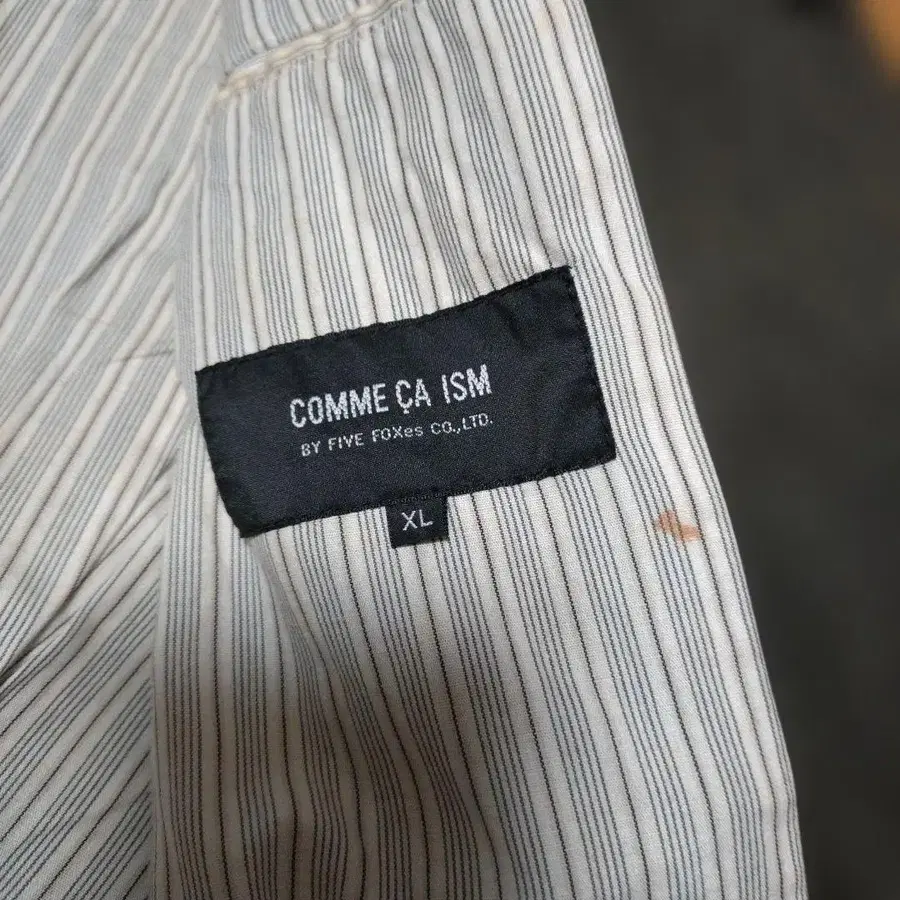 COMME ÇA ISM
BY FIVE FOXes CO.,LTD.
XL